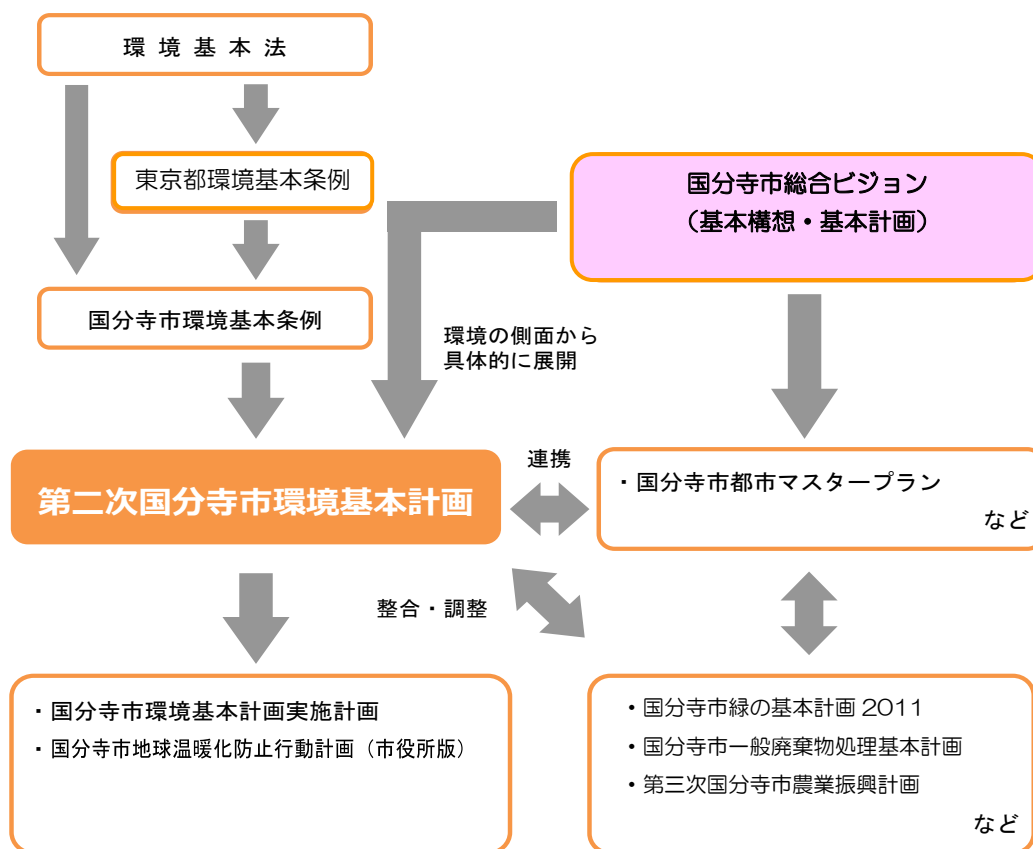 環境基本法
東京都環境基本条例
国分寺市総合ビジョン
（基本構想・基本計画）
国分寺市環境基本条例
環境の側面から
具体的に展開
第二次国分寺市環境基本計画
連携
・国分寺市都市マスタープラン
など
整合・調整
・国分寺市環境基本計画実施計画
・国分寺市地球温暖化防止行動計画（市役所版）
・国分寺市緑の基本計画 2011
・国分寺市一般廃棄物処理基本計画
・第三次国分寺市農業振興計画
など